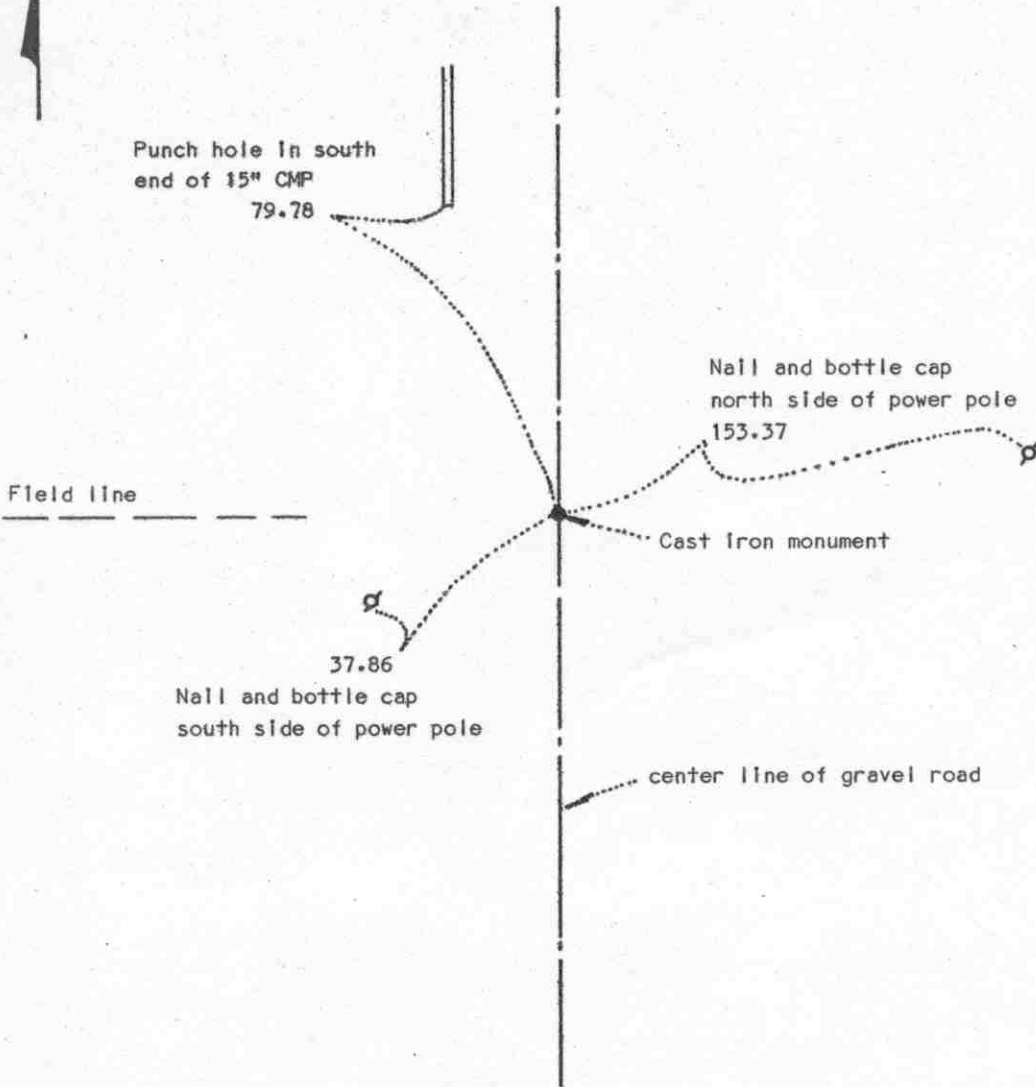 Punch hole in south
end of 15" CMP
79.78
Nail and bottle cap
north side of power pole
153.37
Field line
Cast iron monument
37.86
Nail and bottle cap
south side of power pole
center line of gravel road